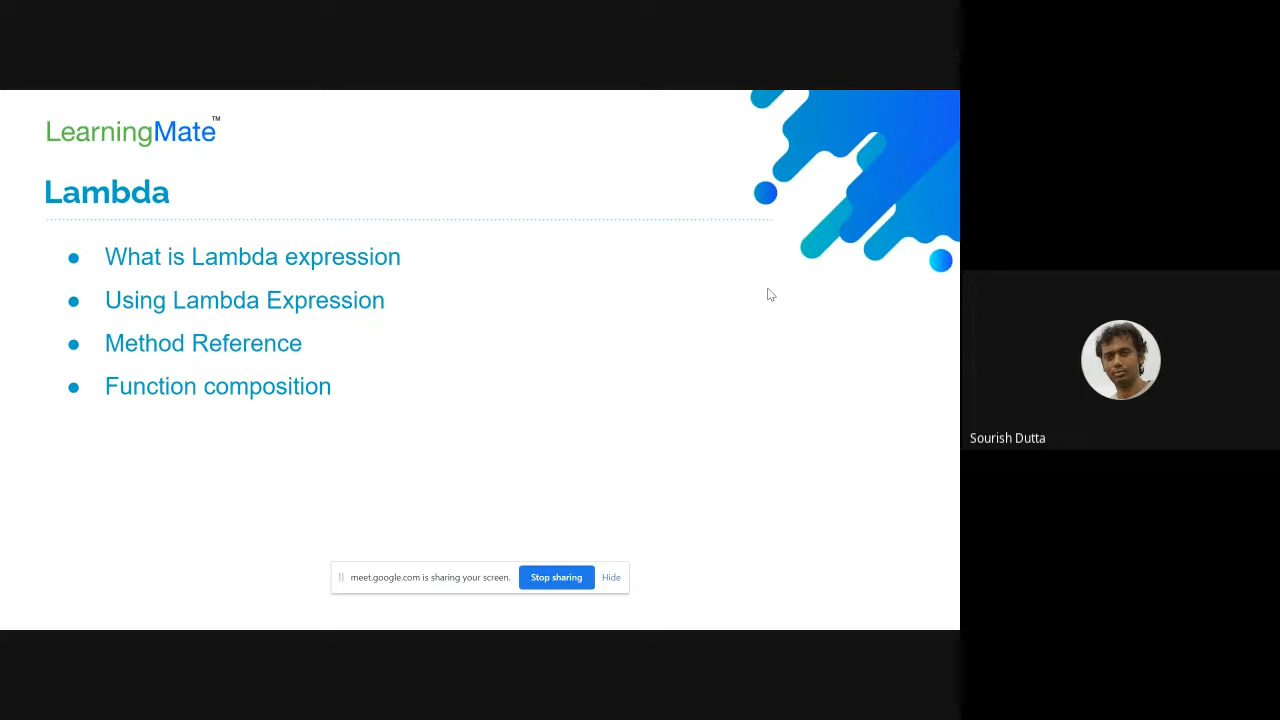 LearningMate™
Lambda
● What is Lambda expression
● Using Lambda Expression
● Method Reference
● Function composition
meet.google.com is sharing your screen. Stop sharing Hide
Sourish Dutta